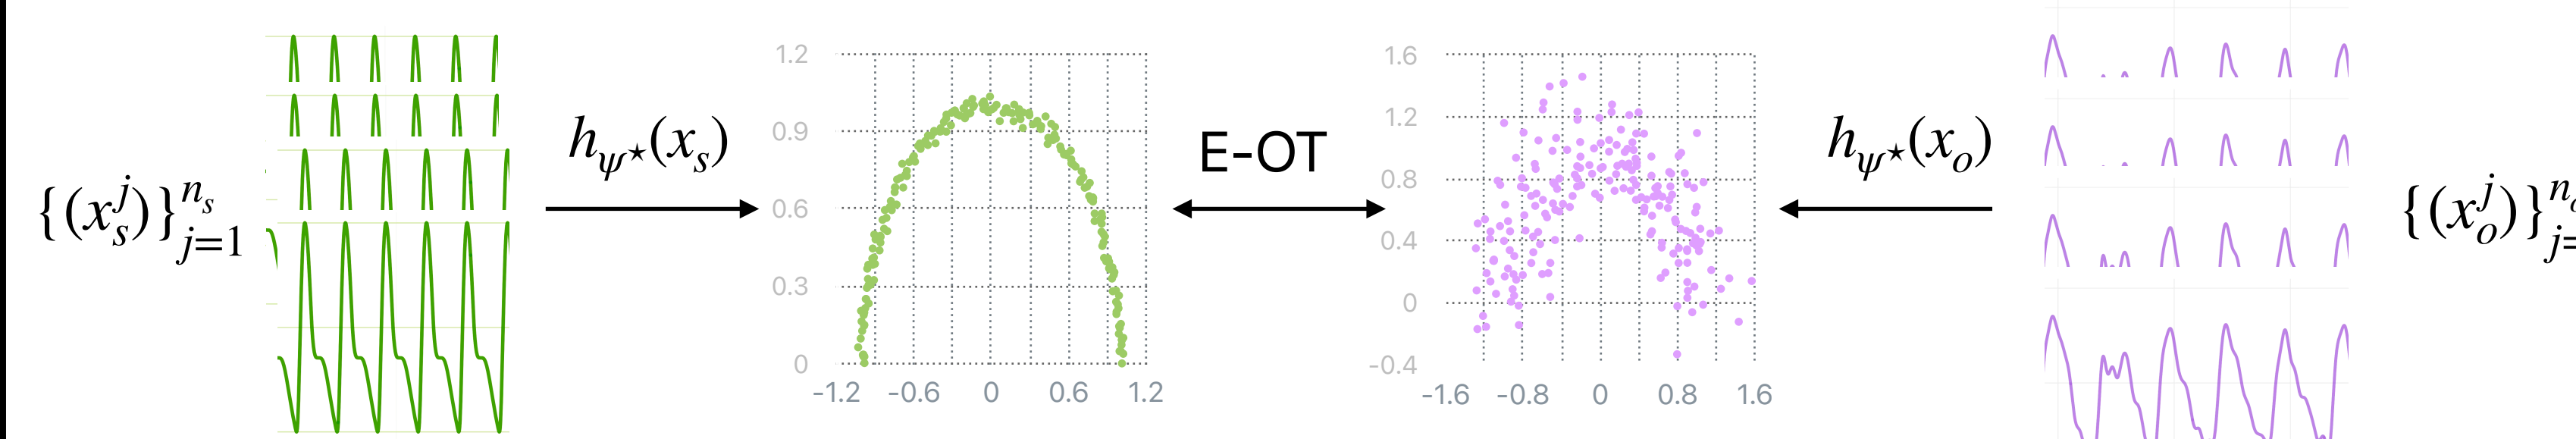 {(x_s^j)}_{j=1}^{n_s}
h_{ψ★}(x_s)
1.2
0.9
0.6
0.3
0
-1.2 -0.6 0 0.6 1.2
E-OT
1.6
1.2
0.8
0.4
0
-0.4
-1.6 -0.8 0 0.8 1.6
h_{ψ★}(x_o)
{(x_o^j)}_{j=}^{n}